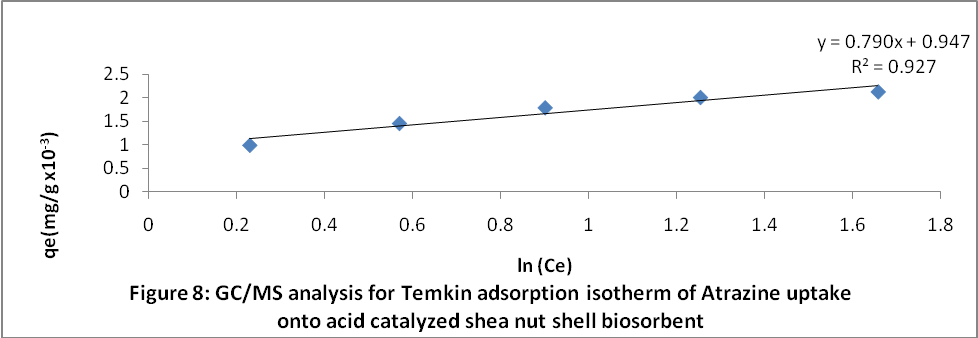 y = 0.790x + 0.947
R² = 0.927
2.5
2
1.5
1
0.5
0
qe(mg/g x10⁻³)
0 0.2 0.4 0.6 0.8 1 1.2 1.4 1.6 1.8
ln (Ce)
Figure 8: GC/MS analysis for Temkin adsorption isotherm of Atrazine uptake
onto acid catalyzed shea nut shell biosorbent